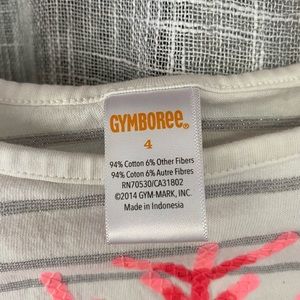 GYMBOREE®
4
94% Cotton 6% Other Fibers
94% Coton 6% Autre Fibres
RN70530/CA31802
©2014 GYM-MARK, INC.
Made in Indonesia